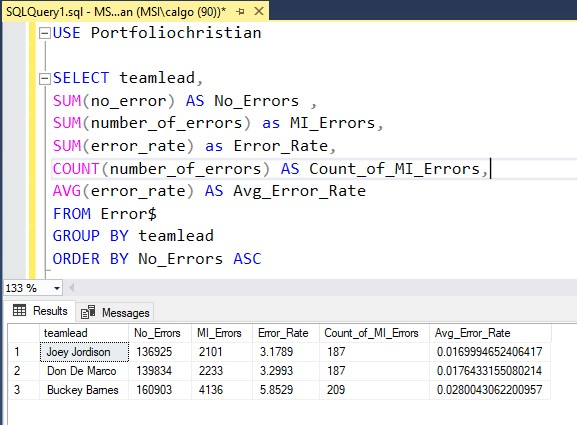 SQLQuery1.sql - MS...an (MSI\calgo (90))*
USE Portfoliochristian
SELECT teamlead,
SUM(no_error) AS No_Errors ,
SUM(number_of_errors) as MI_Errors,
SUM(error_rate) as Error_Rate,
COUNT(number_of_errors) AS Count_of_MI_Errors,
AVG(error_rate) AS Avg_Error_Rate
FROM Error$
GROUP BY teamlead
ORDER BY No_Errors ASC
133 %
Results Messages
teamlead No_Errors MI_Errors Error_Rate Count_of_MI_Errors Avg_Error_Rate
1 Joey Jordison 136925 2101 3.1789 187 0.0169994652406417
2 Don De Marco 139834 2233 3.2993 187 0.0176433155080214
3 Buckey Barnes 160903 4136 5.8529 209 0.0280043062200957